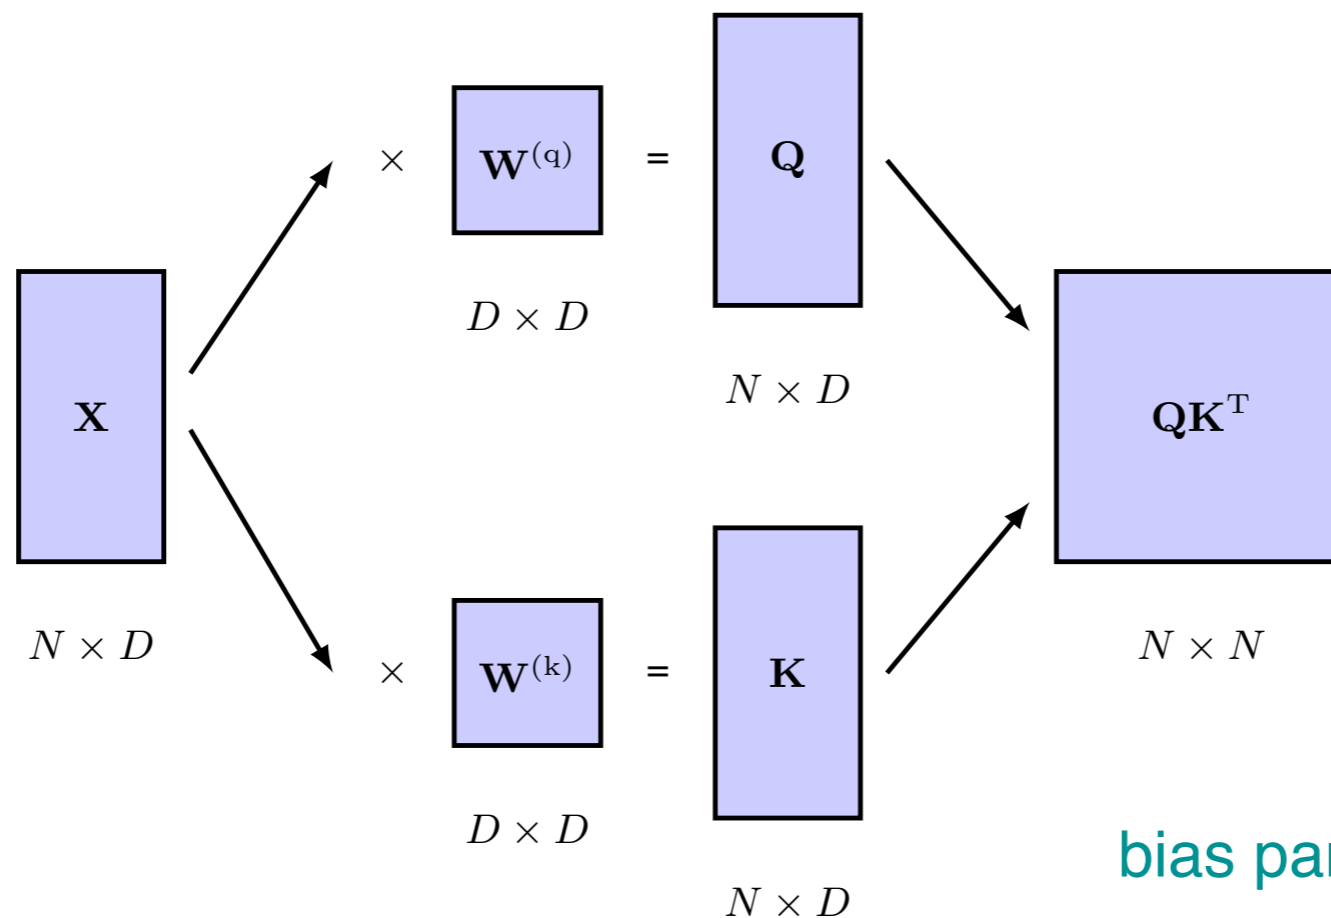 × W^(q) = Q
D × D
N × D
X
QK^T
N × D
N × N
× W^(k) = K
D × D
N × D
bias